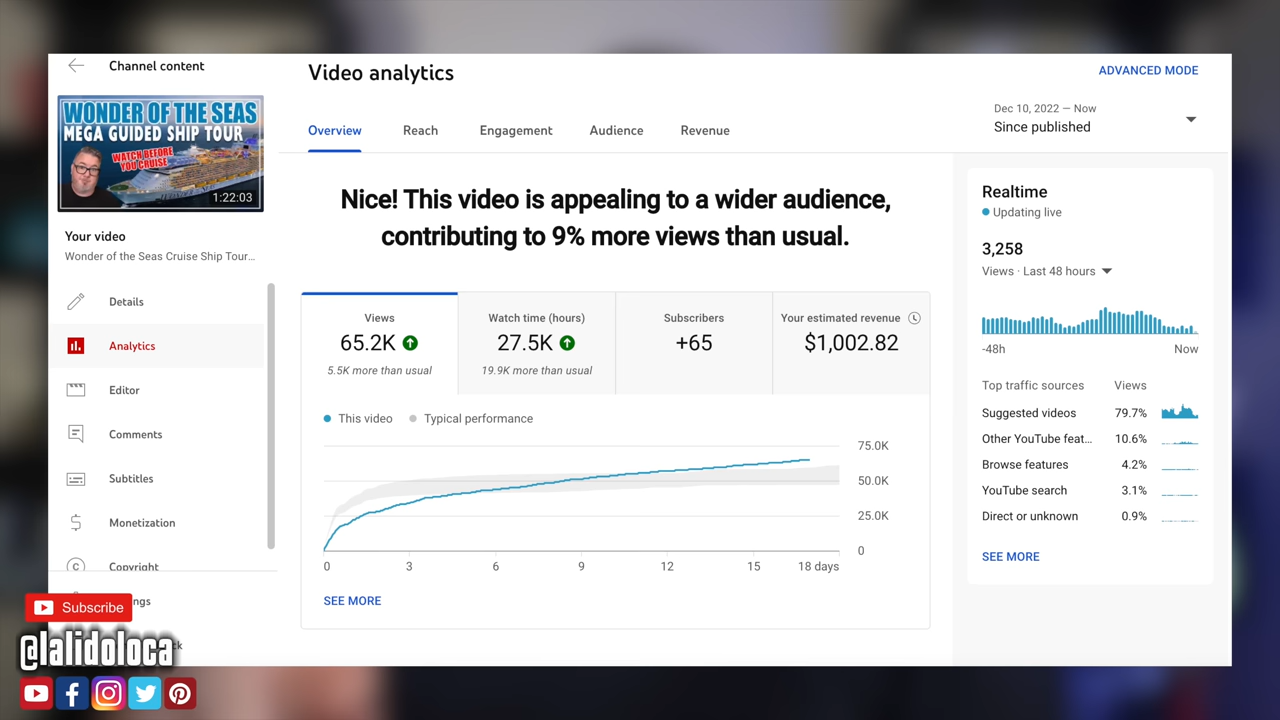 Channel content
WONDER OF THE SEAS
MEGA GUIDED SHIP TOUR
WATCH BEFORE
YOU CRUISE
1:22:03
Your video
Wonder of the Seas Cruise Ship Tour...
Details
Analytics
Editor
Comments
Subtitles
Monetization
Copyright
ngs
ck
Subscribe
@lalidoloca
Video analytics
ADVANCED MODE
Overview
Reach
Engagement
Audience
Revenue
Dec 10, 2022 – Now
Since published
Nice! This video is appealing to a wider audience,
contributing to 9% more views than usual.
Views
65.2K
5.5K more than usual
Watch time (hours)
27.5K
19.9K more than usual
Subscribers
+65
Your estimated revenue
$1,002.82
This video
Typical performance
75.0K
50.0K
25.0K
0
0 3 6 9 12 15 18 days
SEE MORE
Realtime
Updating live
3,258
Views · Last 48 hours
-48h
Now
Top traffic sources Views
Suggested videos 79.7%
Other YouTube feat... 10.6%
Browse features 4.2%
YouTube search 3.1%
Direct or unknown 0.9%
SEE MORE